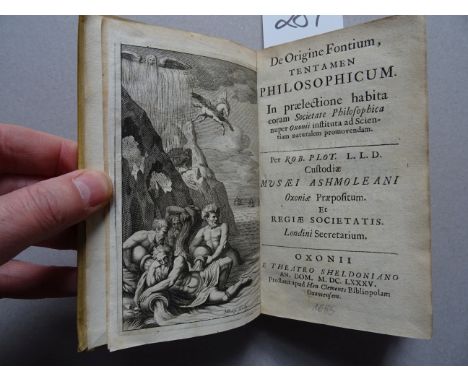 201
De Origine Fontium,
TENTAMEN
PHILOSOPHICUM.
In prælectione habita
coram Societate Philosophica
nuper Oxonii instituta ad Scien-
tiam naturalem promovendam.
Per ROB. PLOT. L. L. D.
Custodiæ
MUSÆI ASHMOLEANI
Oxoniæ Præpositum.
Et
REGIÆ SOCIETATIS.
Londini Secretarium.
OXONII
E THEATRO SHELDONIANO
AN. DOM. M. DC. LXXXV.
Prostant apud Hen Clements Bibliopolam
Oxoniensem.
1685